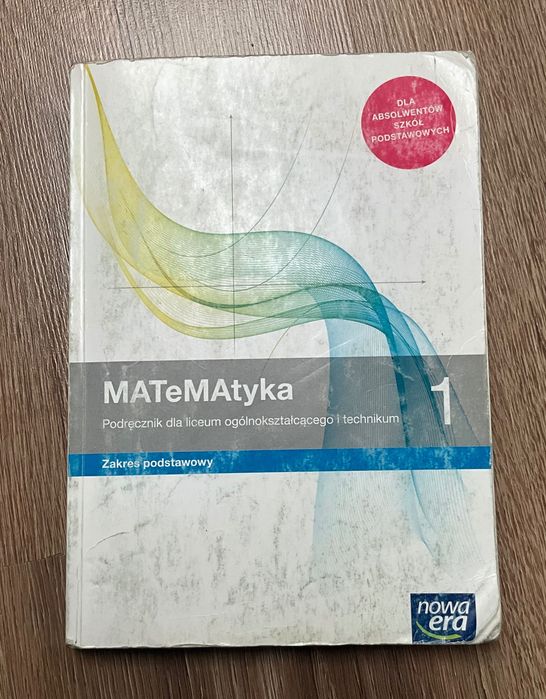 DLA
ABSOLWENTÓW
SZKÓŁ
PODSTAWOWYCH
MATeMAtyka
1
Podręcznik dla liceum ogólnokształcącego i technikum
Zakres podstawowy
nowa
era